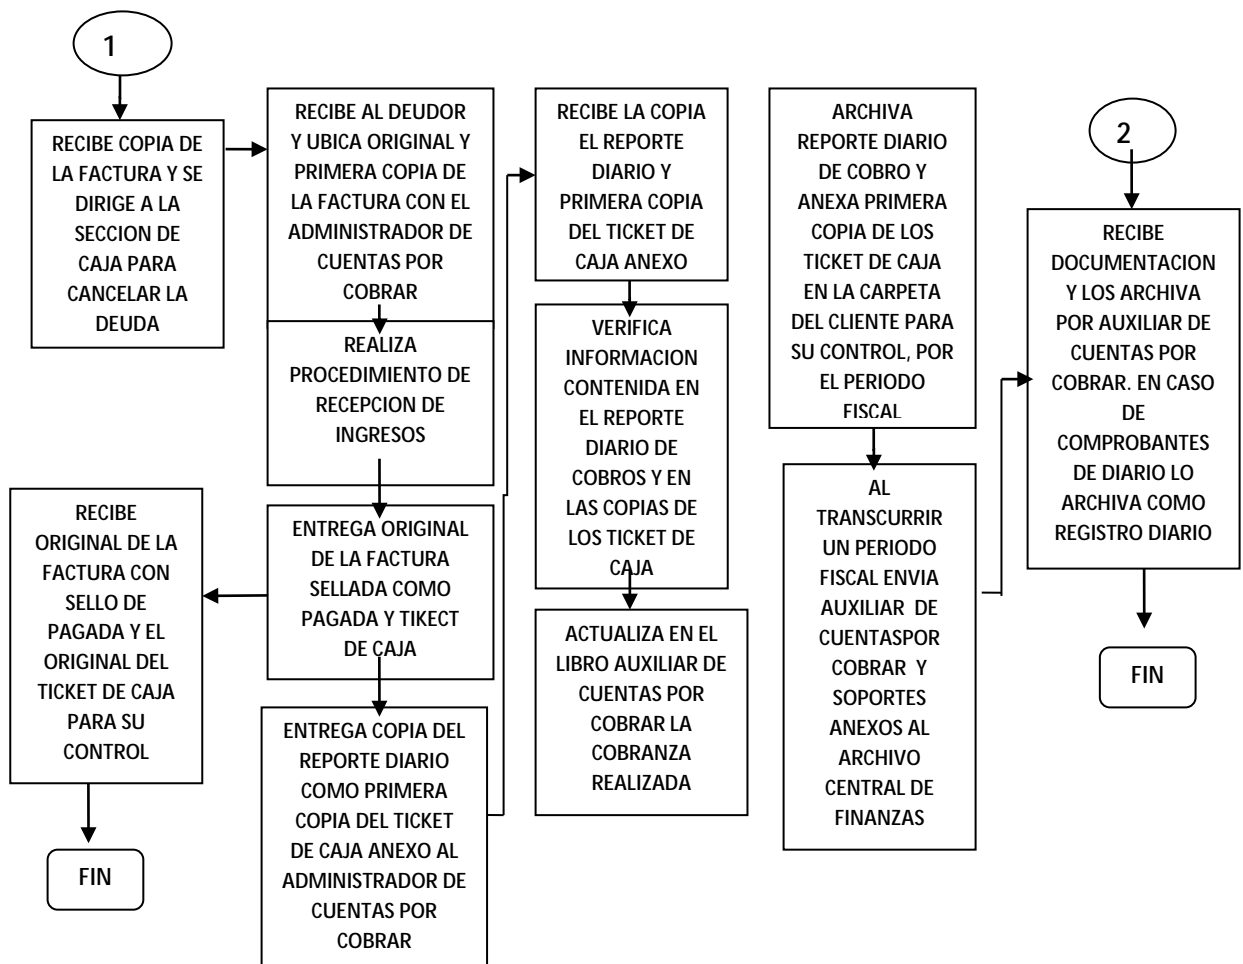 1
RECIBE COPIA DE
LA FACTURA Y SE
DIRIGE A LA
SECCION DE
CAJA PARA
CANCELAR LA
DEUDA
RECIBE
ORIGINAL DE LA
FACTURA CON
SELLO DE
PAGADA Y EL
ORIGINAL DEL
TICKET DE CAJA
PARA SU
CONTROL
FIN
RECIBE AL DEUDOR
Y UBICA ORIGINAL Y
PRIMERA COPIA DE
LA FACTURA CON EL
ADMINISTRADOR DE
CUENTAS POR
COBRAR
REALIZA
PROCEDIMIENTO DE
RECEPCION DE
INGRESOS
ENTREGA ORIGINAL
DE LA FACTURA
SELLADA COMO
PAGADA Y TIKECT
DE CAJA
ENTREGA COPIA DEL
REPORTE DIARIO
COMO PRIMERA
COPIA DEL TICKET
DE CAJA ANEXO AL
ADMINISTRADOR DE
CUENTAS POR
COBRAR
RECIBE LA COPIA
EL REPORTE
DIARIO Y
PRIMERA COPIA
DEL TICKET DE
CAJA ANEXO
VERIFICA
INFORMACION
CONTENIDA EN
EL REPORTE
DIARIO DE
COBROS Y EN
LAS COPIAS DE
LOS TICKET DE
CAJA
ACTUALIZA EN EL
LIBRO AUXILIAR DE
CUENTAS POR
COBRAR LA
COBRANZA
REALIZADA
ARCHIVA
REPORTE DIARIO
DE COBRO Y
ANEXA PRIMERA
COPIA DE LOS
TICKET DE CAJA
EN LA CARPETA
DEL CLIENTE PARA
SU CONTROL, POR
EL PERIODO
FISCAL
AL
TRANSCURRIR
UN PERIODO
FISCAL ENVIA
AUXILIAR DE
CUENTASPOR
COBRAR Y
SOPORTES
ANEXOS AL
ARCHIVO
CENTRAL DE
FINANZAS
2
RECIBE
DOCUMENTACION
Y LOS ARCHIVA
POR AUXILIAR DE
CUENTAS POR
COBRAR. EN CASO
DE
COMPROBANTES
DE DIARIO LO
ARCHIVA COMO
REGISTRO DIARIO
FIN